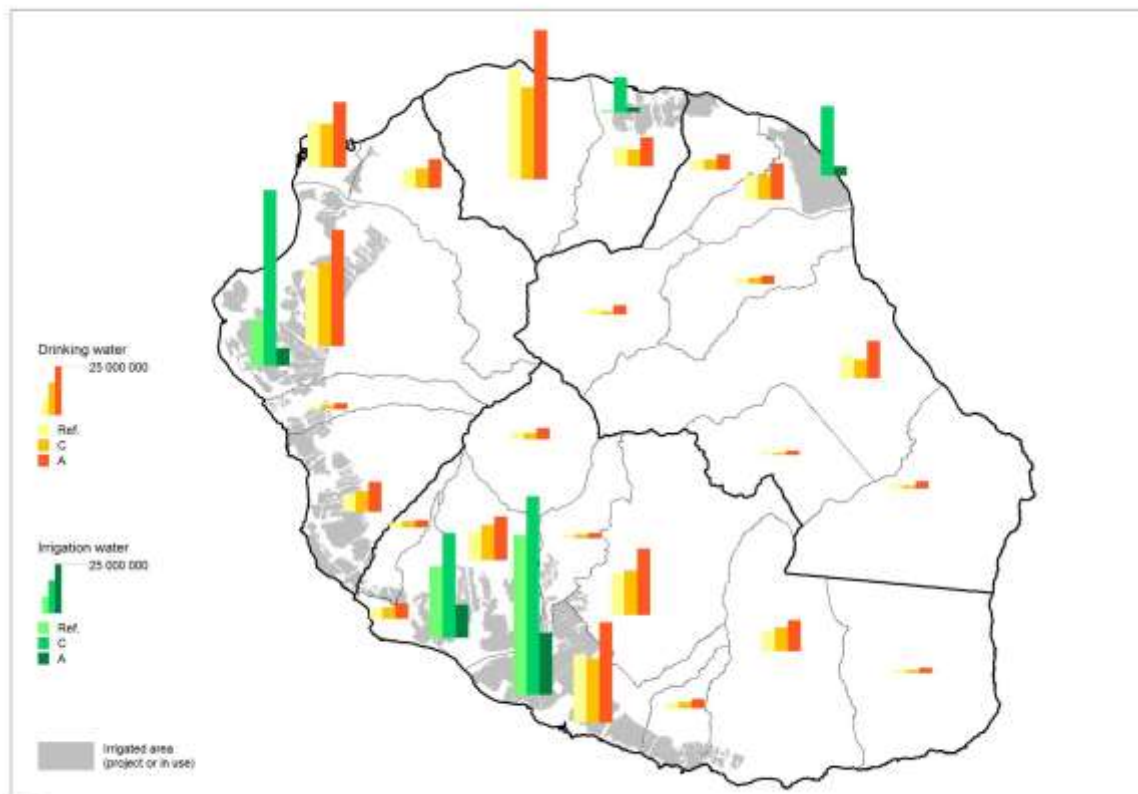 Drinking water
25 000 000
Ref.
C
A
Irrigation water
25 000 000
Ref.
C
A
Irrigated area
(project or in use)